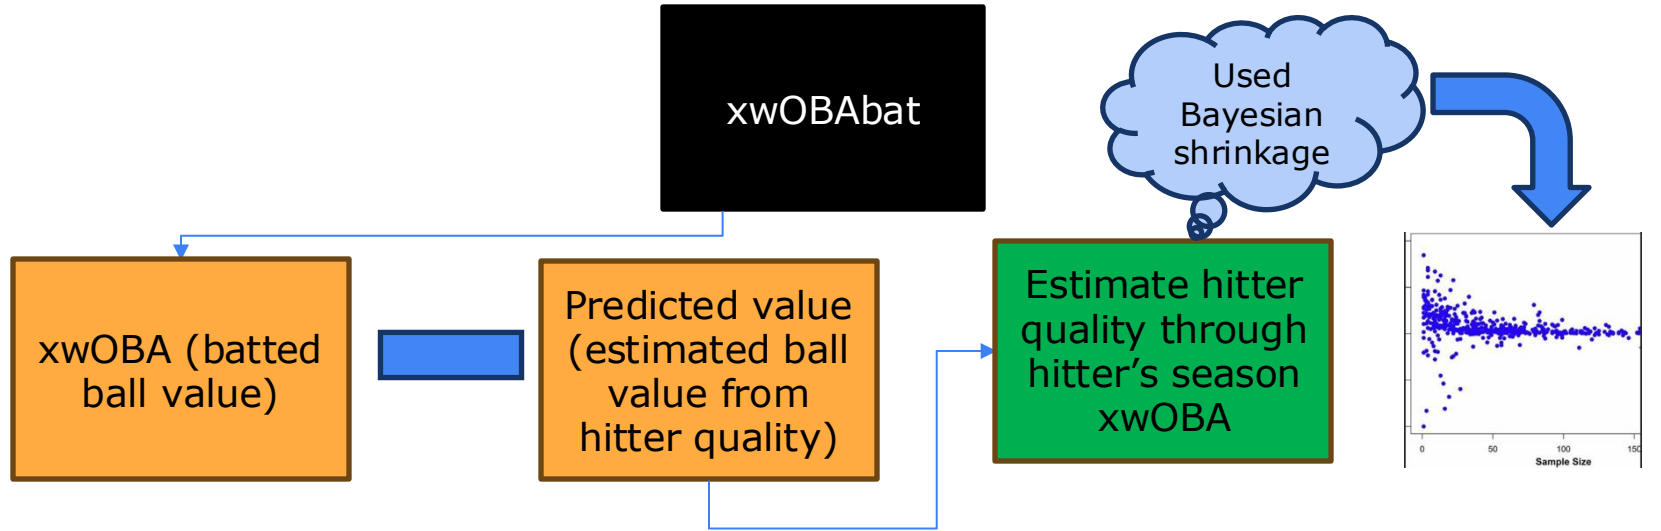 xwOBAbat
Used
Bayesian
shrinkage
xwOBA (batted
ball value)
Predicted value
(estimated ball
value from
hitter quality)
Estimate hitter
quality through
hitter's season
xwOBA
0 50 100 150
Sample Size